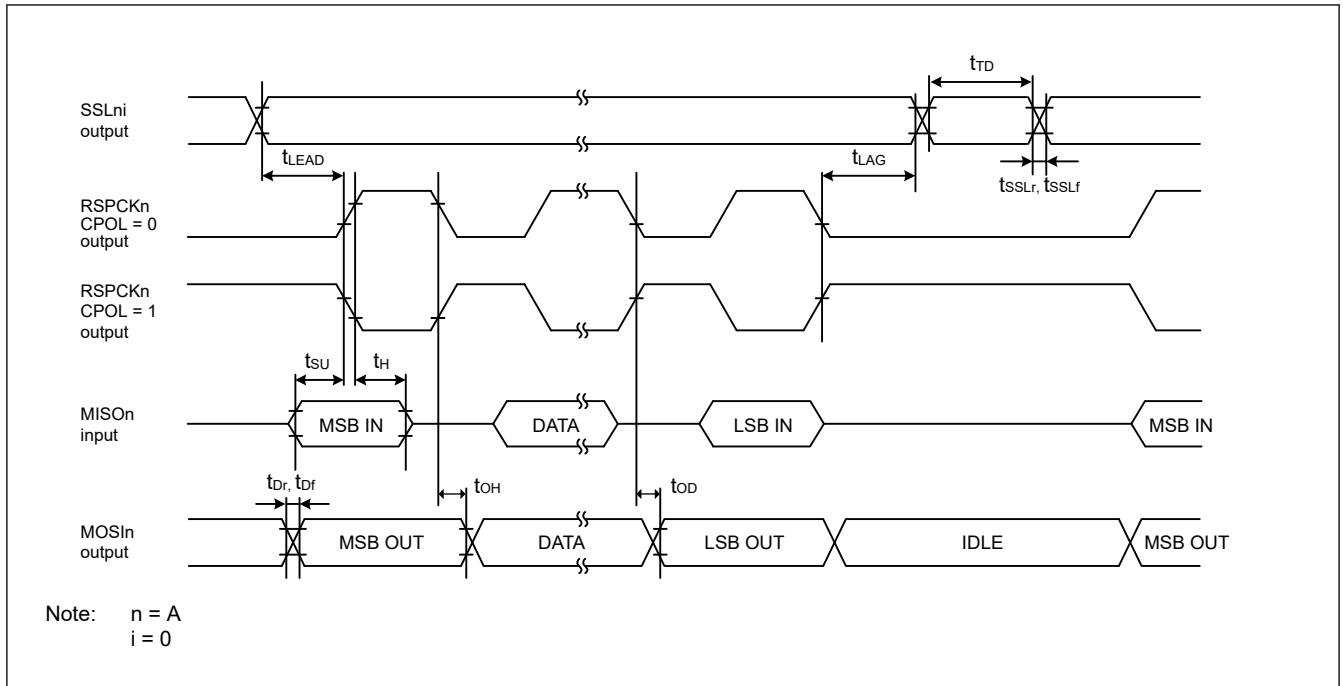 tTD
SSLni
output
tLEAD
tLAG
tSSLr, tSSLf
RSPCKn
CPOL = 0
output
RSPCKn
CPOL = 1
output
tSU
tH
MISOn
input
MSB IN
DATA
LSB IN
MSB IN
tDr, tDf
tOH
tOD
MOSIn
output
MSB OUT
DATA
LSB OUT
IDLE
MSB OUT
Note: n = A
i = 0